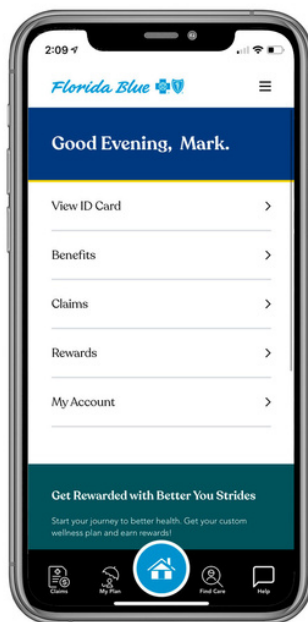 2:09
Florida Blue
Good Evening, Mark.
View ID Card
Benefits
Claims
Rewards
My Account
Get Rewarded with Better You Strides
Start your journey to better health. Get your custom
wellness plan and earn rewards!
Claims
My Plan
Find Care
Help